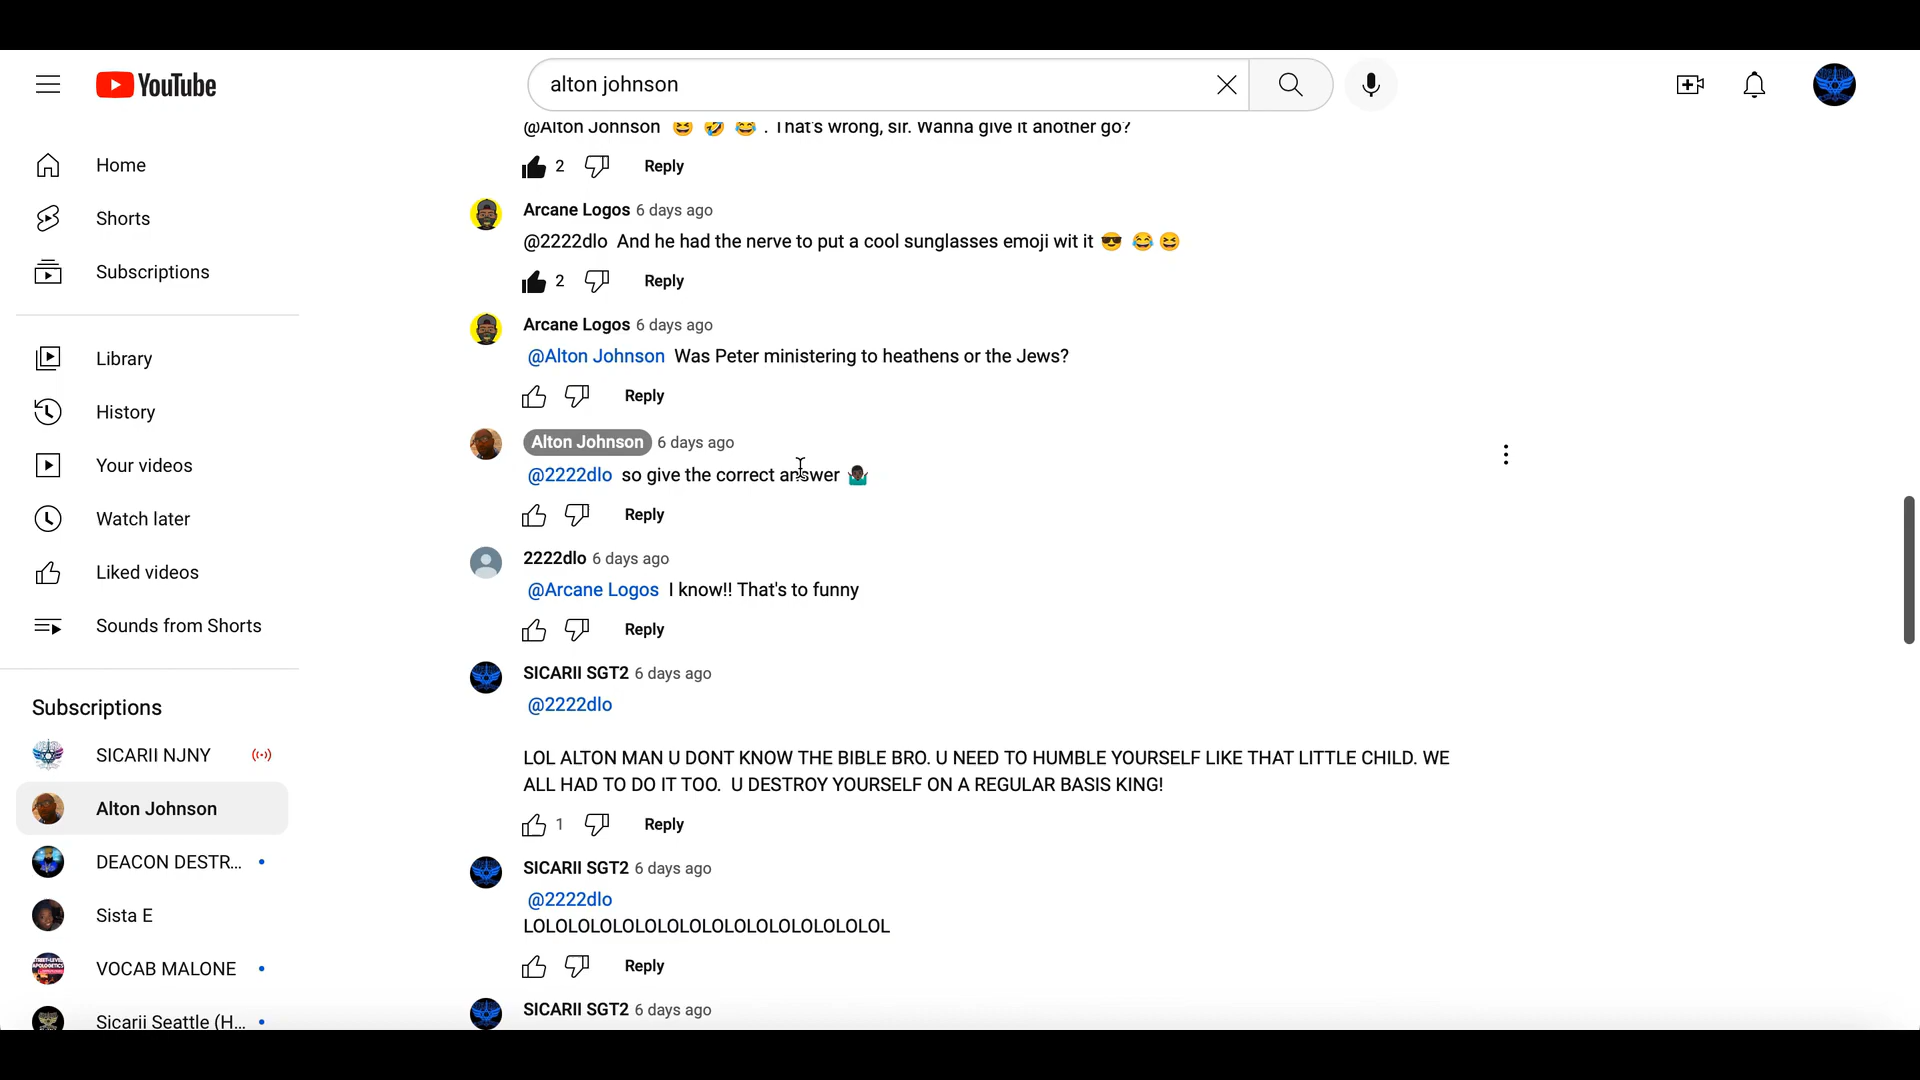 YouTube
alton johnson
@Alton Johnson 😆 🤣 😂 . That's wrong, sir. Wanna give it another go?
2 Reply
Arcane Logos 6 days ago
@2222dlo And he had the nerve to put a cool sunglasses emoji wit it 😎 😂😆
2 Reply
Arcane Logos 6 days ago
@Alton Johnson Was Peter ministering to heathens or the Jews?
Reply
Alton Johnson 6 days ago
@2222dlo so give the correct answer 🤷🏿‍♂️
Reply
2222dlo 6 days ago
@Arcane Logos I know!! That's to funny
Reply
SICARII SGT2 6 days ago
@2222dlo
LOL ALTON MAN U DONT KNOW THE BIBLE BRO. U NEED TO HUMBLE YOURSELF LIKE THAT LITTLE CHILD. WE
ALL HAD TO DO IT TOO. U DESTROY YOURSELF ON A REGULAR BASIS KING!
1 Reply
SICARII SGT2 6 days ago
@2222dlo
LOLOLOLOLOLOLOLOLOLOLOLOLOLOLOLOL
Reply
SICARII SGT2 6 days ago
Home
Shorts
Subscriptions
Library
History
Your videos
Watch later
Liked videos
Sounds from Shorts
Subscriptions
SICARII NJNY
Alton Johnson
DEACON DESTR...
Sista E
VOCAB MALONE
Sicarii Seattle (H...